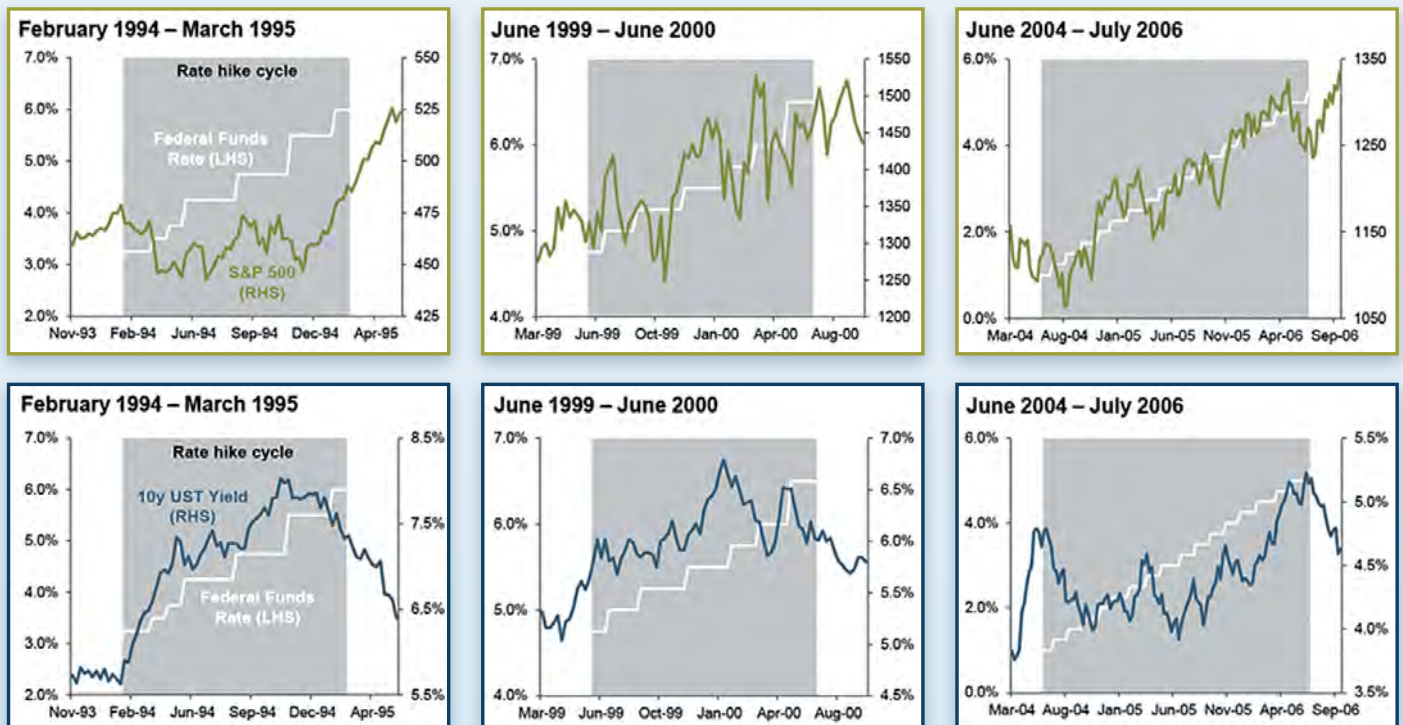 February 1994 – March 1995
7.0%
6.0%
5.0%
4.0%
3.0%
2.0%
Rate hike cycle
Federal Funds
Rate (LHS)
S&P 500
(RHS)
550
525
500
475
450
425
Nov-93 Feb-94 Jun-94 Sep-94 Dec-94 Apr-95
June 1999 – June 2000
7.0%
6.0%
5.0%
4.0%
1550
1500
1450
1400
1350
1300
1250
1200
Mar-99 Jun-99 Oct-99 Jan-00 Apr-00 Aug-00
June 2004 – July 2006
6.0%
4.0%
2.0%
0.0%
1350
1250
1150
1050
Mar-04 Aug-04 Jan-05 Jun-05 Nov-05 Apr-06 Sep-06
February 1994 – March 1995
7.0%
6.0%
5.0%
4.0%
3.0%
2.0%
Rate hike cycle
10y UST Yield
(RHS)
Federal Funds
Rate (LHS)
8.5%
7.5%
6.5%
5.5%
Nov-93 Feb-94 Jun-94 Sep-94 Dec-94 Apr-95
June 1999 – June 2000
7.0%
6.0%
5.0%
4.0%
7.0%
6.5%
6.0%
5.5%
5.0%
4.5%
Mar-99 Jun-99 Oct-99 Jan-00 Apr-00 Aug-00
June 2004 – July 2006
6.0%
4.0%
2.0%
0.0%
5.5%
5.0%
4.5%
4.0%
3.5%
Mar-04 Aug-04 Jan-05 Jun-05 Nov-05 Apr-06 Sep-06